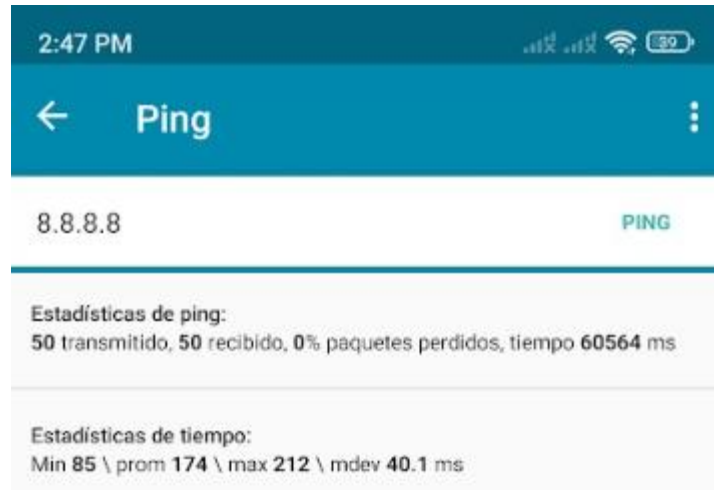 2:47 PM 39
Ping
8.8.8.8 PING
Estadísticas de ping:
50 transmitido, 50 recibido, 0% paquetes perdidos, tiempo 60564 ms
Estadísticas de tiempo:
Min 85 \ prom 174 \ max 212 \ mdev 40.1 ms